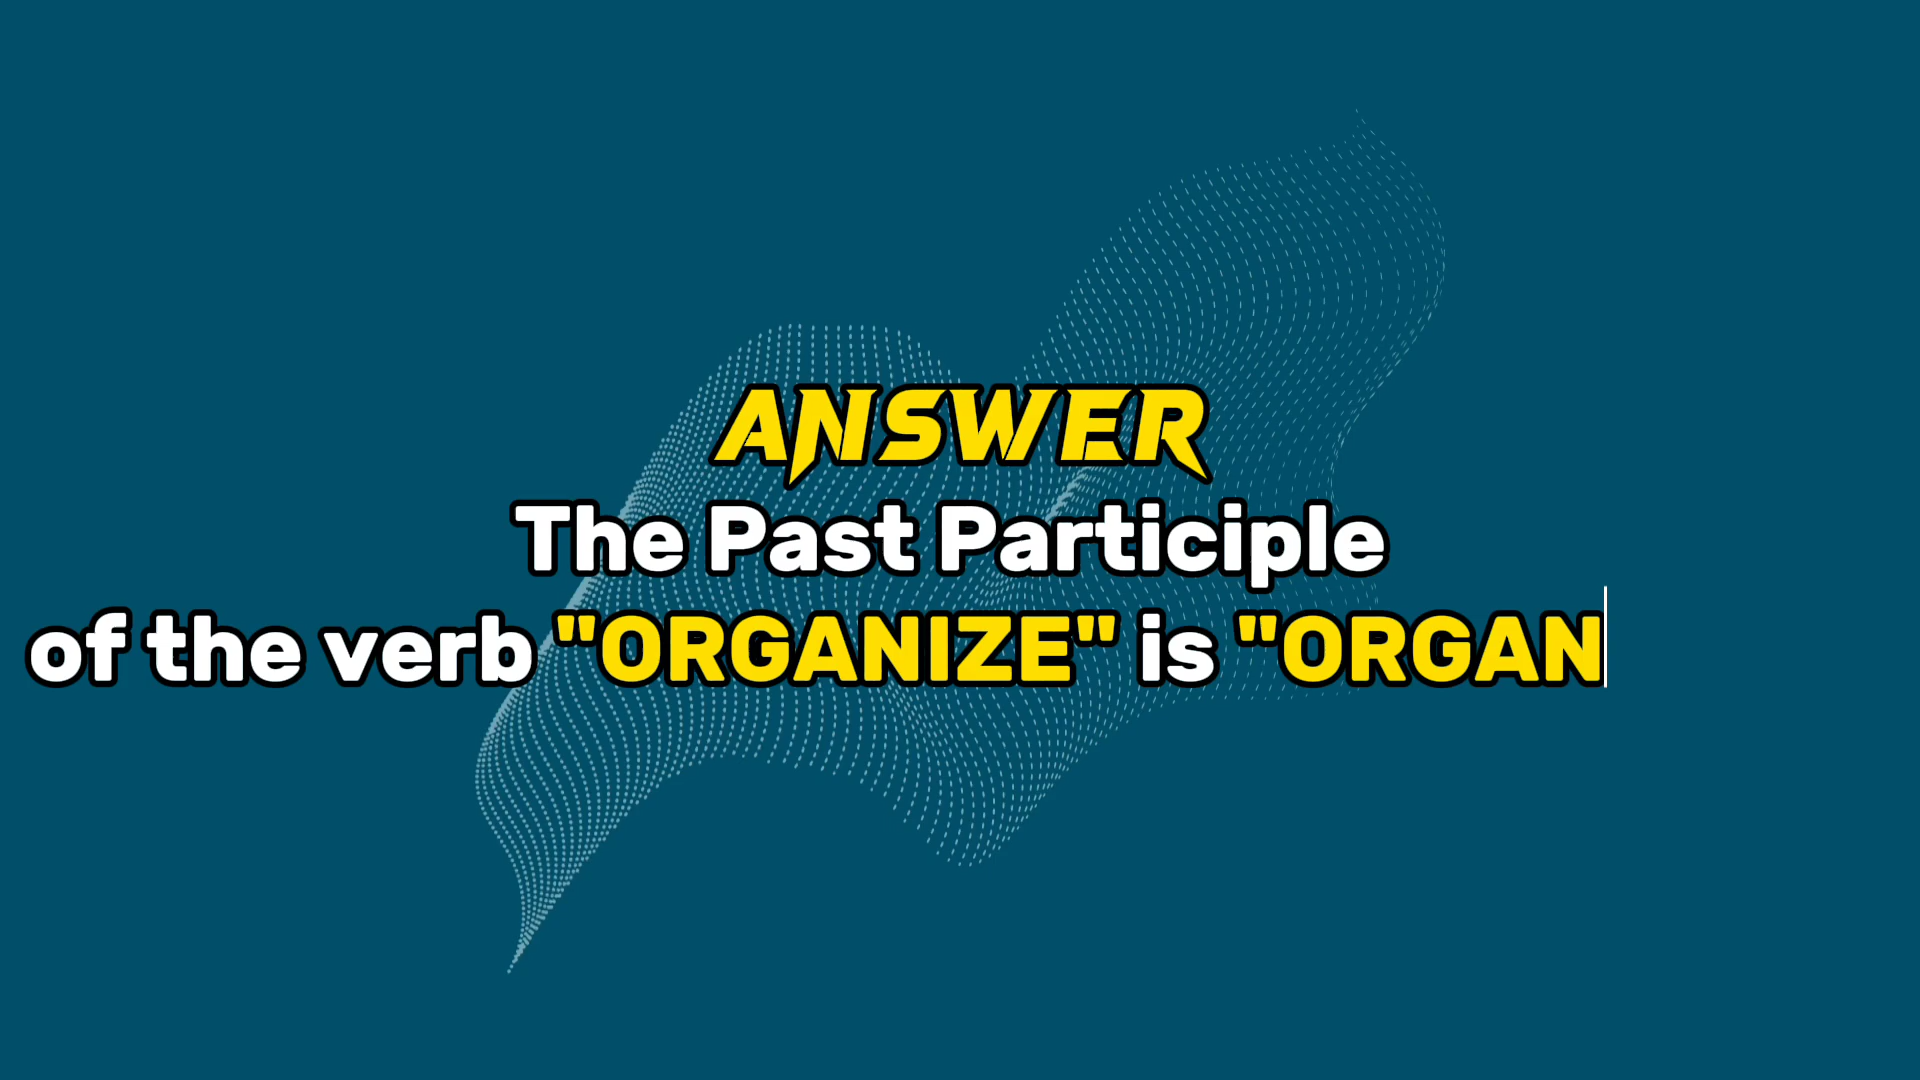 ANSWER
The Past Participle
of the verb "ORGANIZE" is "ORGAN